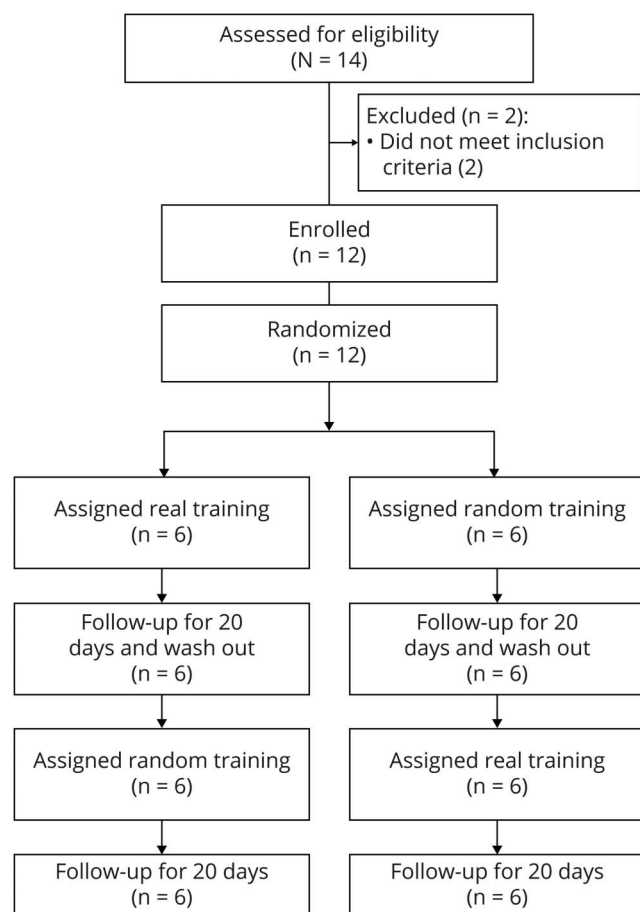 Assessed for eligibility
(N = 14)
Excluded (n = 2):
• Did not meet inclusion
criteria (2)
Enrolled
(n = 12)
Randomized
(n = 12)
Assigned real training
(n = 6)
Assigned random training
(n = 6)
Follow-up for 20
days and wash out
(n = 6)
Follow-up for 20
days and wash out
(n = 6)
Assigned random training
(n = 6)
Assigned real training
(n = 6)
Follow-up for 20 days
(n = 6)
Follow-up for 20 days
(n = 6)